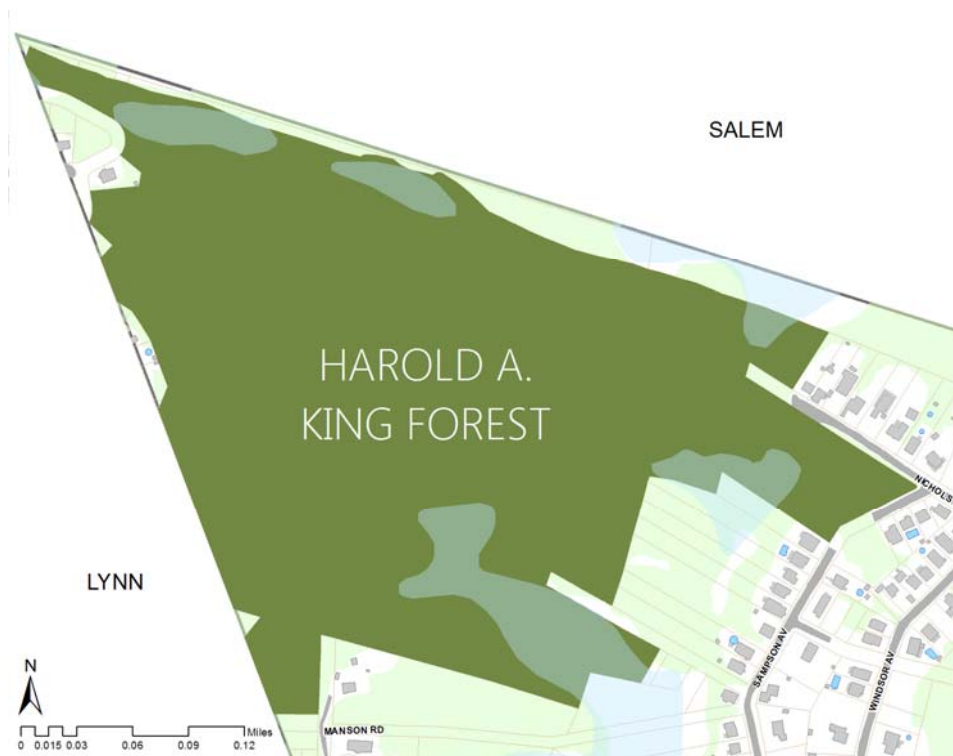 SALEM
HAROLD A.
KING FOREST
NICHOLS
LYNN
SAMPSON AV
WINDSOR AV
N
MANSON RD
Miles
0 0.015 0.03 0.06 0.09 0.12